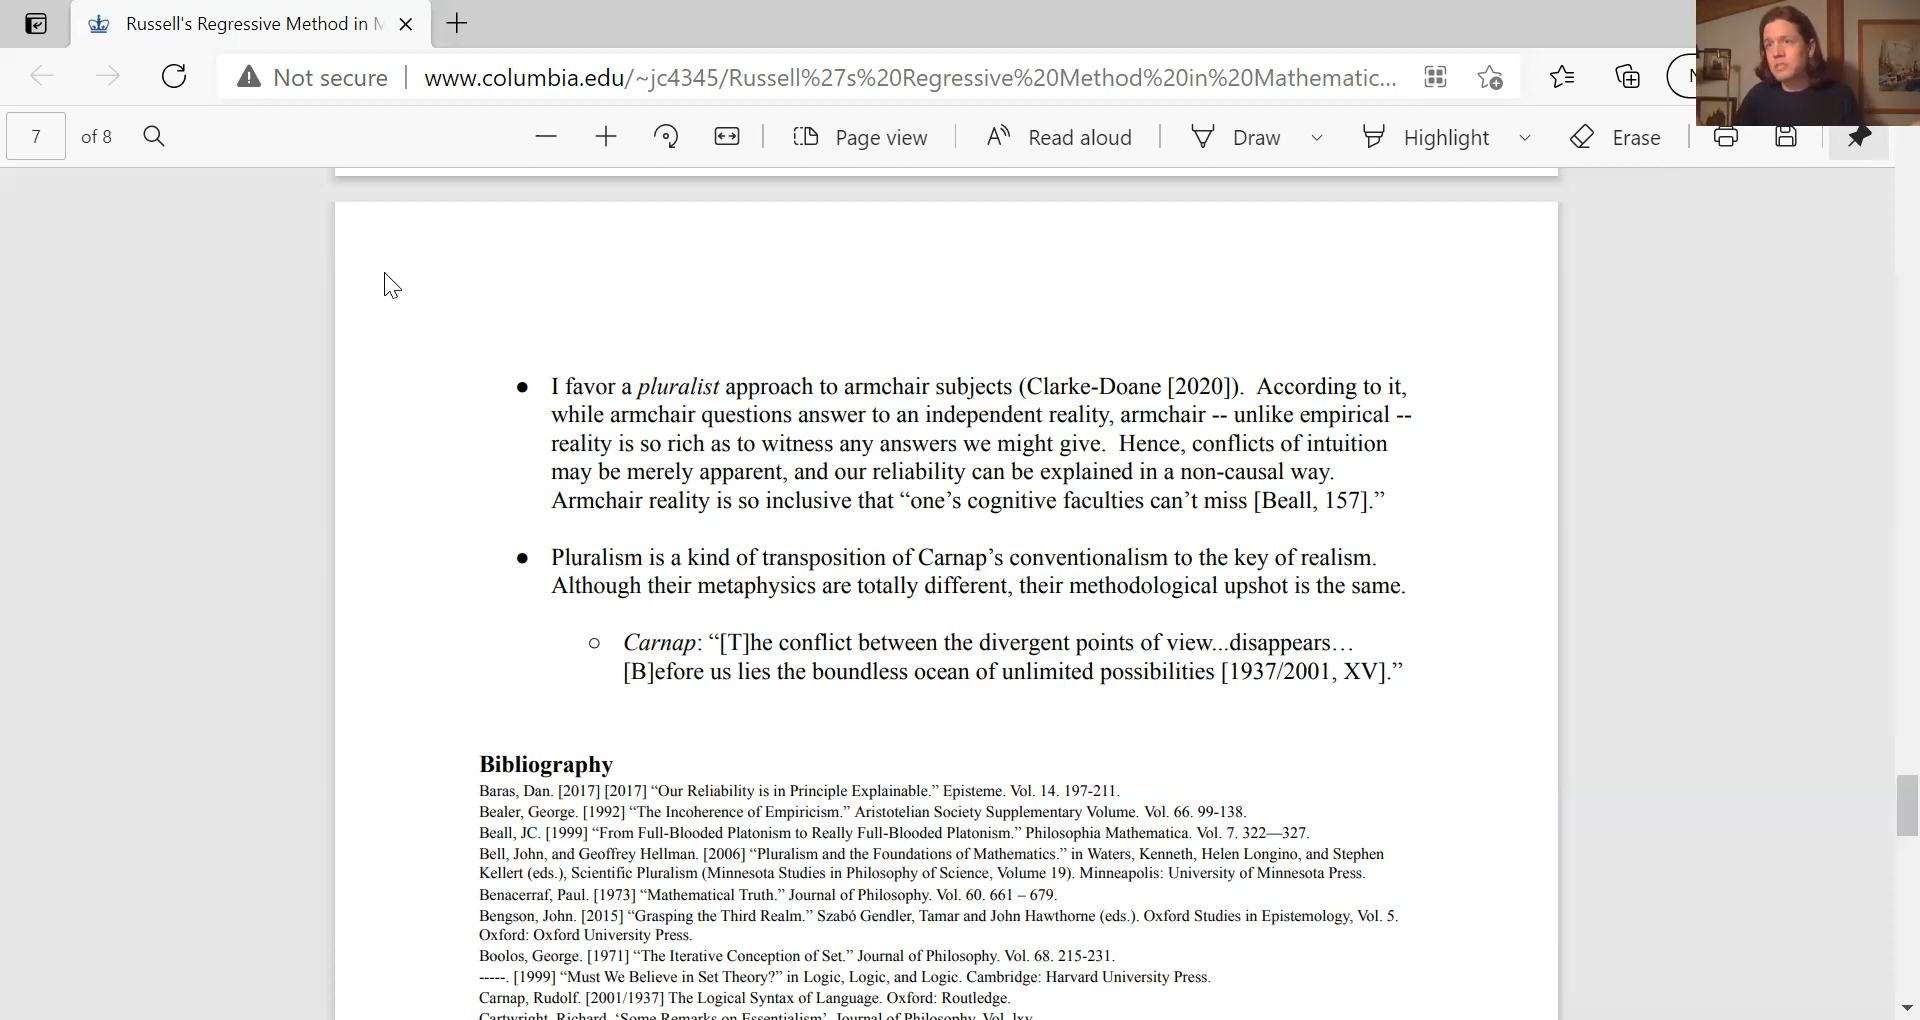 Russell's Regressive Method in
Not secure
www.columbia.edu/~jc4345/Russell%27s%20Regressive%20Method%20in%20Mathematic...
7 of 8
Page view
Read aloud
Draw
Highlight
Erase
● I favor a pluralist approach to armchair subjects (Clarke-Doane [2020]). According to it,
while armchair questions answer to an independent reality, armchair -- unlike empirical --
reality is so rich as to witness any answers we might give. Hence, conflicts of intuition
may be merely apparent, and our reliability can be explained in a non-causal way.
Armchair reality is so inclusive that “one’s cognitive faculties can’t miss [Beall, 157].”
● Pluralism is a kind of transposition of Carnap’s conventionalism to the key of realism.
Although their metaphysics are totally different, their methodological upshot is the same.
○ Carnap: “[T]he conflict between the divergent points of view...disappears…
[B]efore us lies the boundless ocean of unlimited possibilities [1937/2001, XV].”
Bibliography
Baras, Dan. [2017] [2017] “Our Reliability is in Principle Explainable.” Episteme. Vol. 14. 197-211.
Bealer, George. [1992] “The Incoherence of Empiricism.” Aristotelian Society Supplementary Volume. Vol. 66. 99-138.
Beall, JC. [1999] “From Full-Blooded Platonism to Really Full-Blooded Platonism.” Philosophia Mathematica. Vol. 7. 322—327.
Bell, John, and Geoffrey Hellman. [2006] “Pluralism and the Foundations of Mathematics.” in Waters, Kenneth, Helen Longino, and Stephen
Kellert (eds.), Scientific Pluralism (Minnesota Studies in Philosophy of Science, Volume 19). Minneapolis: University of Minnesota Press.
Benacerraf, Paul. [1973] “Mathematical Truth.” Journal of Philosophy. Vol. 60. 661 – 679.
Bengson, John. [2015] “Grasping the Third Realm.” Szabó Gendler, Tamar and John Hawthorne (eds.). Oxford Studies in Epistemology, Vol. 5.
Oxford: Oxford University Press.
Boolos, George. [1971] “The Iterative Conception of Set.” Journal of Philosophy. Vol. 68. 215-231.
-----. [1999] “Must We Believe in Set Theory?” in Logic, Logic, and Logic. Cambridge: Harvard University Press.
Carnap, Rudolf. [2001/1937] The Logical Syntax of Language. Oxford: Routledge.
Cartwright, Richard. ‘Some Remarks on Essentialism’. Journal of Philosophy. Vol. lxv.